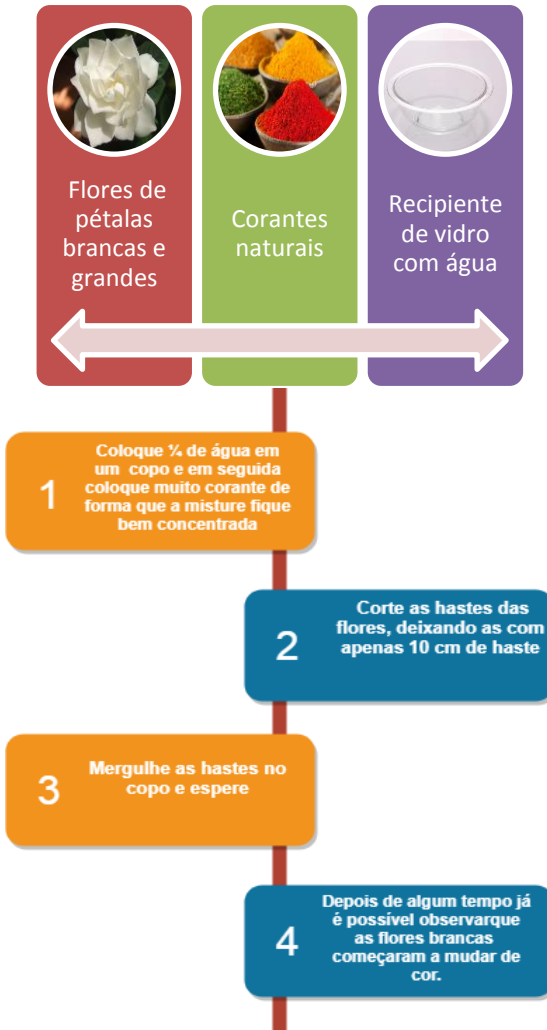 Flores de
pétalas
brancas e
grandes
Corantes
naturais
Recipiente
de vidro
com água
1
Coloque ¼ de água em
um copo e em seguida
coloque muito corante de
forma que a misture fique
bem concentrada
2
Corte as hastes das
flores, deixando as com
apenas 10 cm de haste
3
Mergulhe as hastes no
copo e espere
4
Depois de algum tempo já
é possível observarque
as flores brancas
começaram a mudar de
cor.